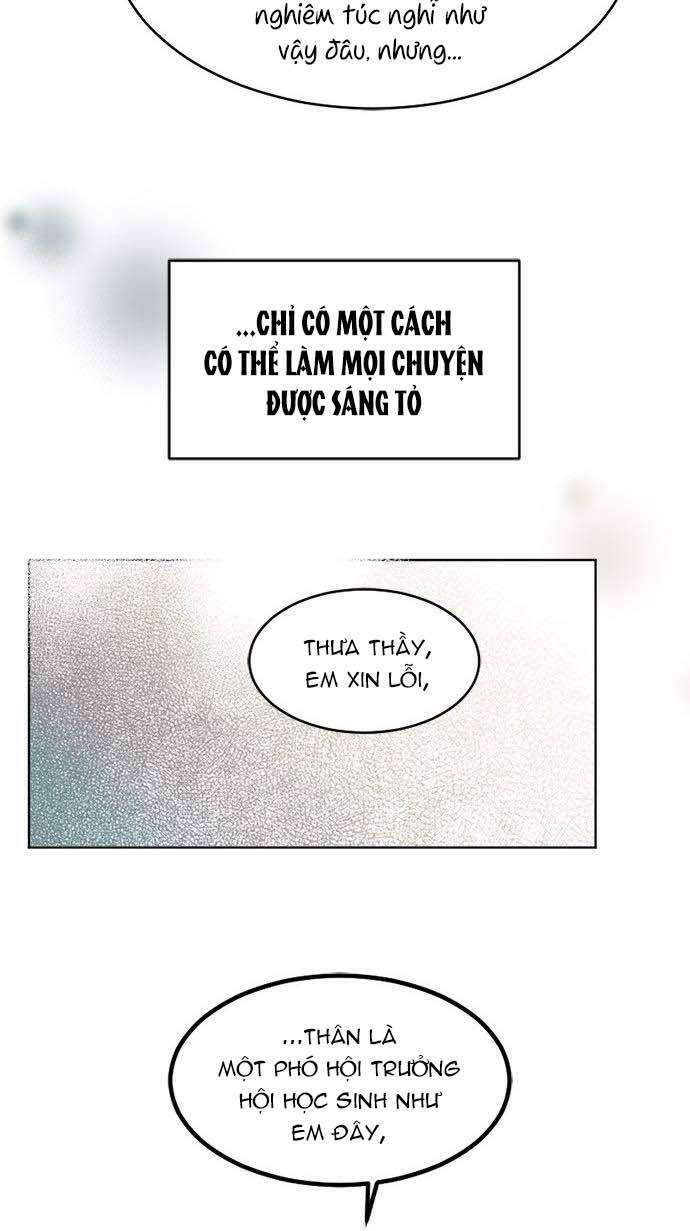 nghiêm túc nghĩ như
vậy đâu, nhưng...
...CHỈ CÓ MỘT CÁCH
CÓ THỂ LÀM MỌI CHUYỆN
ĐƯỢC SÁNG TỎ
THƯA THẦY,
EM XIN LỖI,
...THÂN LÀ
MỘT PHÓ HỘI TRƯỞNG
HỘI HỌC SINH NHƯ
EM ĐÂY,